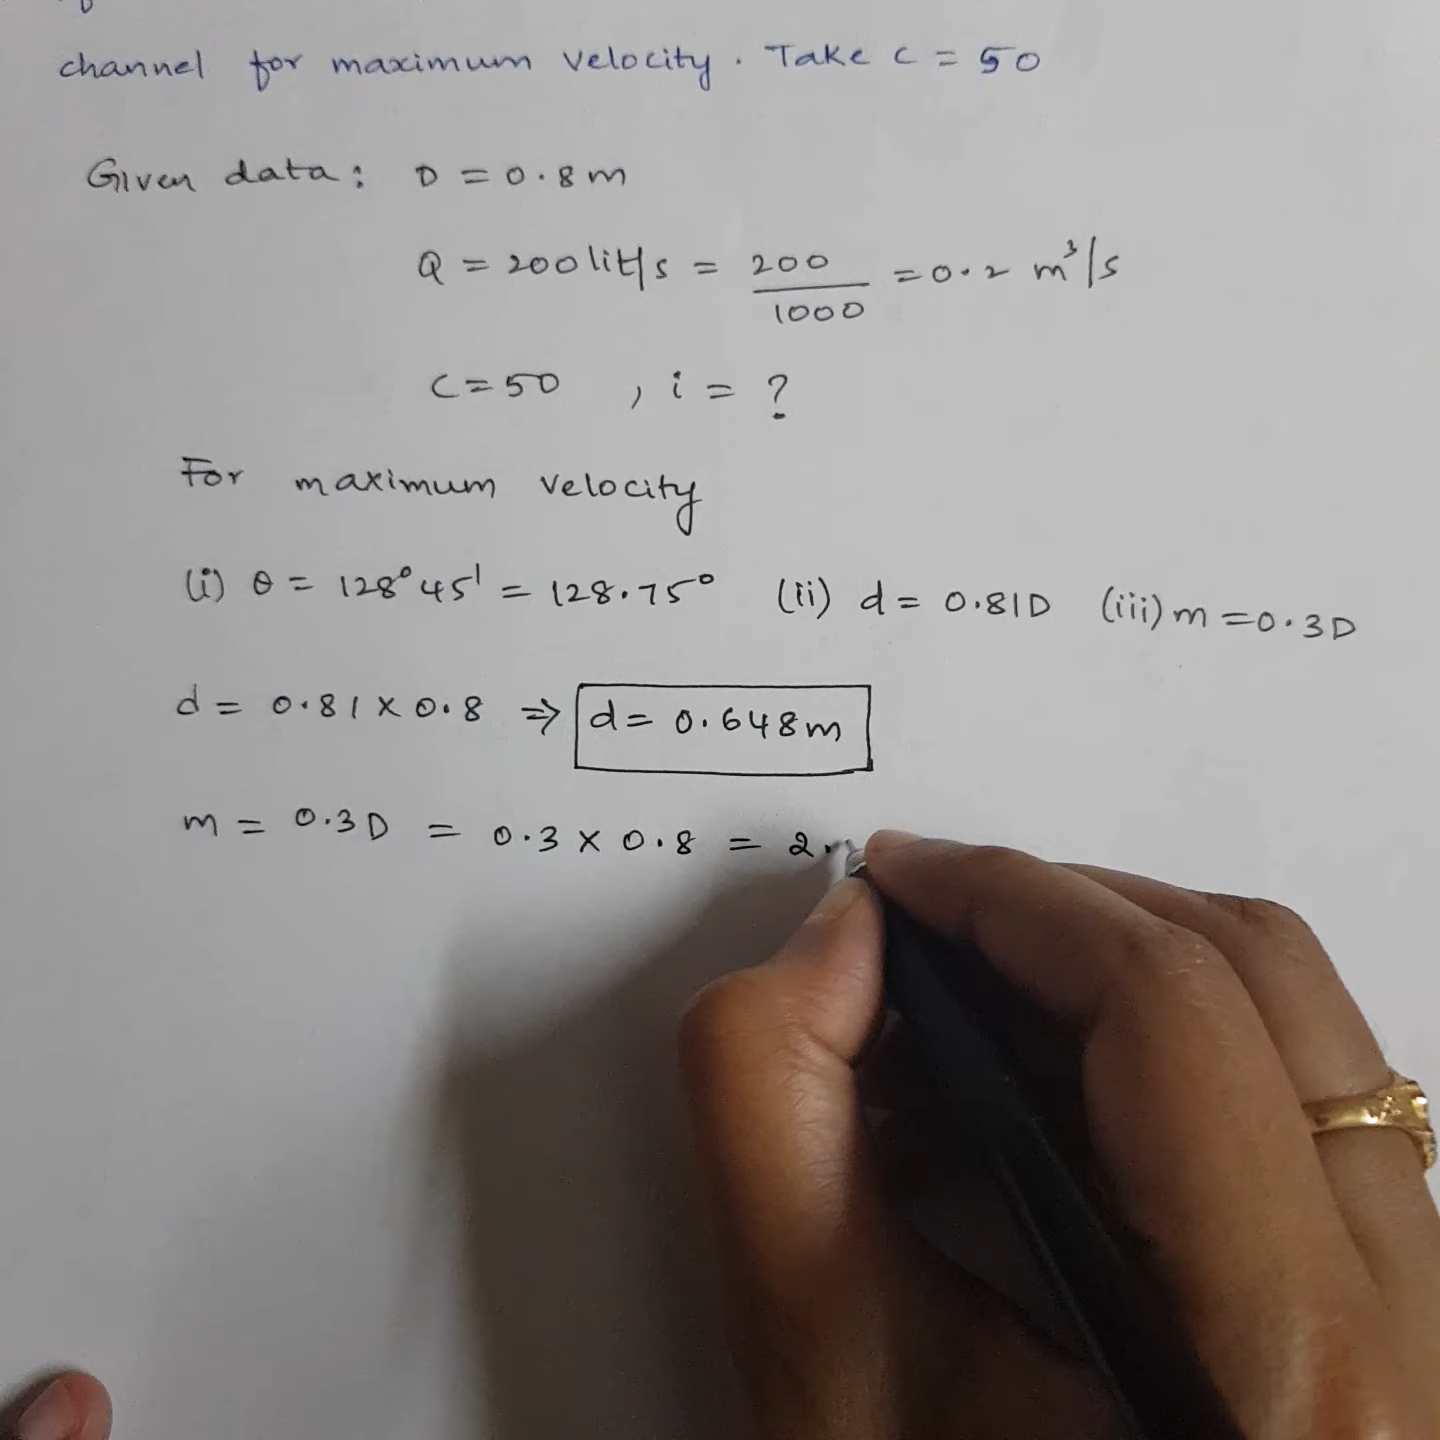 channel for maximum velocity. Take C = 50
Given data: D = 0.8m
Q = 200 lit/s = 200/1000 = 0.2 m³/s
C = 50 , i = ?
For maximum velocity
(i) θ = 128° 45' = 128.75° (ii) d = 0.81D (iii) m = 0.3D
d = 0.81 × 0.8 ⇒ d = 0.648m
m = 0.3D = 0.3 × 0.8 = 2.